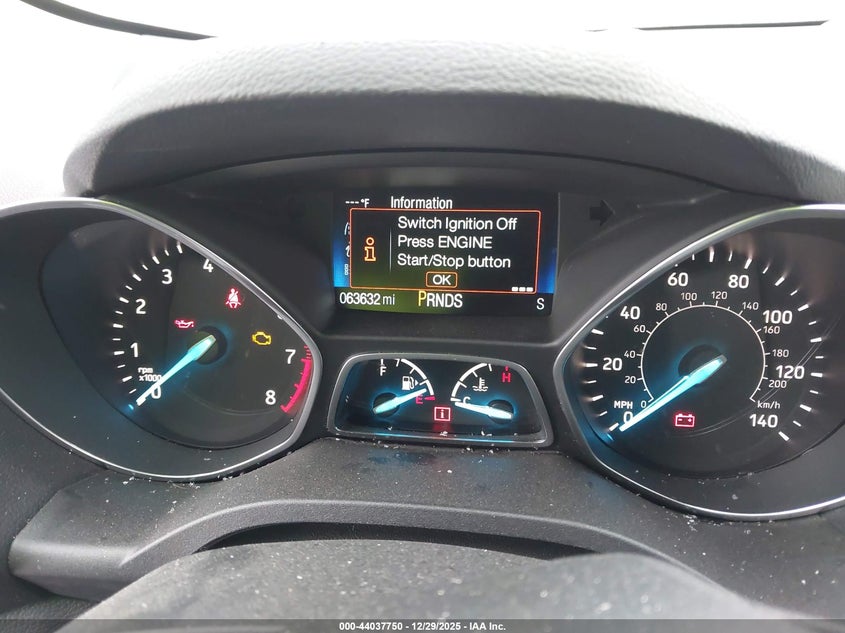 --- °F Information
Switch Ignition Off
Press ENGINE
Start/Stop button
OK
063632 mi PRNDS S
0 1 2 3 4 7 8
rpm
x1000
F E
C H
i
0 20 40 60 80 100 120 140
MPH
0 20 40 60 80 100 120 140 160 180 200
km/h
000-44037750 - 12/29/2025 - IAA Inc.